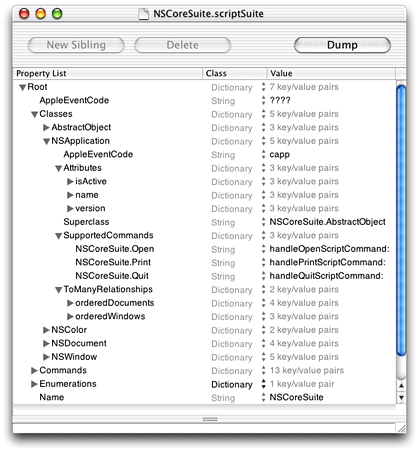 NSCoreSuite.scriptSuite
New Sibling Delete Dump
Property List Class Value
Root Dictionary 7 key/value pairs
AppleEventCode String ????
Classes Dictionary 5 key/value pairs
AbstractObject Dictionary 3 key/value pairs
NSApplication Dictionary 5 key/value pairs
AppleEventCode String capp
Attributes Dictionary 3 key/value pairs
isActive Dictionary 3 key/value pairs
name Dictionary 3 key/value pairs
version Dictionary 3 key/value pairs
Superclass String NSCoreSuite.AbstractObject
SupportedCommands Dictionary 3 key/value pairs
NSCoreSuite.Open String handleOpenScriptCommand:
NSCoreSuite.Print String handlePrintScriptCommand:
NSCoreSuite.Quit String handleQuitScriptCommand:
ToManyRelationships Dictionary 2 key/value pairs
orderedDocuments Dictionary 4 key/value pairs
orderedWindows Dictionary 3 key/value pairs
NSColor Dictionary 2 key/value pairs
NSDocument Dictionary 4 key/value pairs
NSWindow Dictionary 5 key/value pairs
Commands Dictionary 13 key/value pairs
Enumerations Dictionary 1 key/value pair
Name String NSCoreSuite